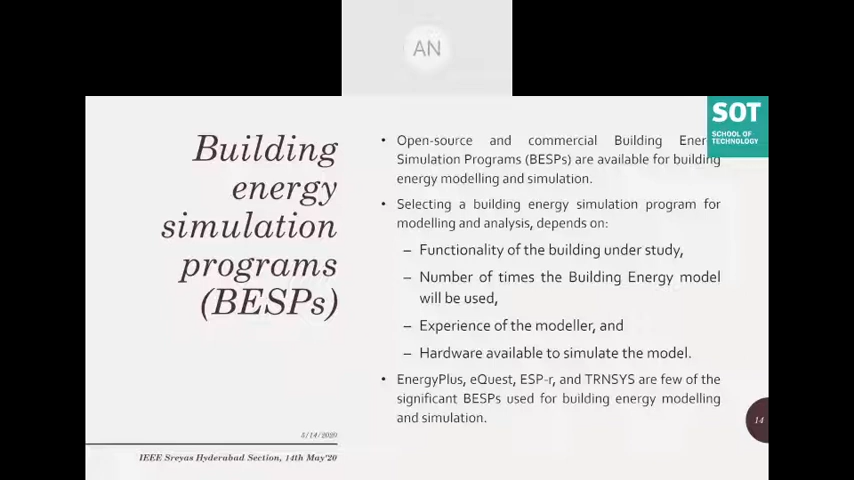 AN
SOT
SCHOOL OF
TECHNOLOGY
Building
energy
simulation
programs
(BESPs)
• Open-source and commercial Building
Simulation Programs (BESPs) are available for building
energy modelling and simulation.
• Selecting a building energy simulation program for
modelling and analysis, depends on:
– Functionality of the building under study,
– Number of times the Building Energy model
will be used,
– Experience of the modeller, and
– Hardware available to simulate the model.
• EnergyPlus, eQuest, ESP-r, and TRNSYS are few of the
significant BESPs used for building energy modelling
and simulation.
5/14/2020
IEEE Sreyas Hyderabad Section, 14th May'20
14